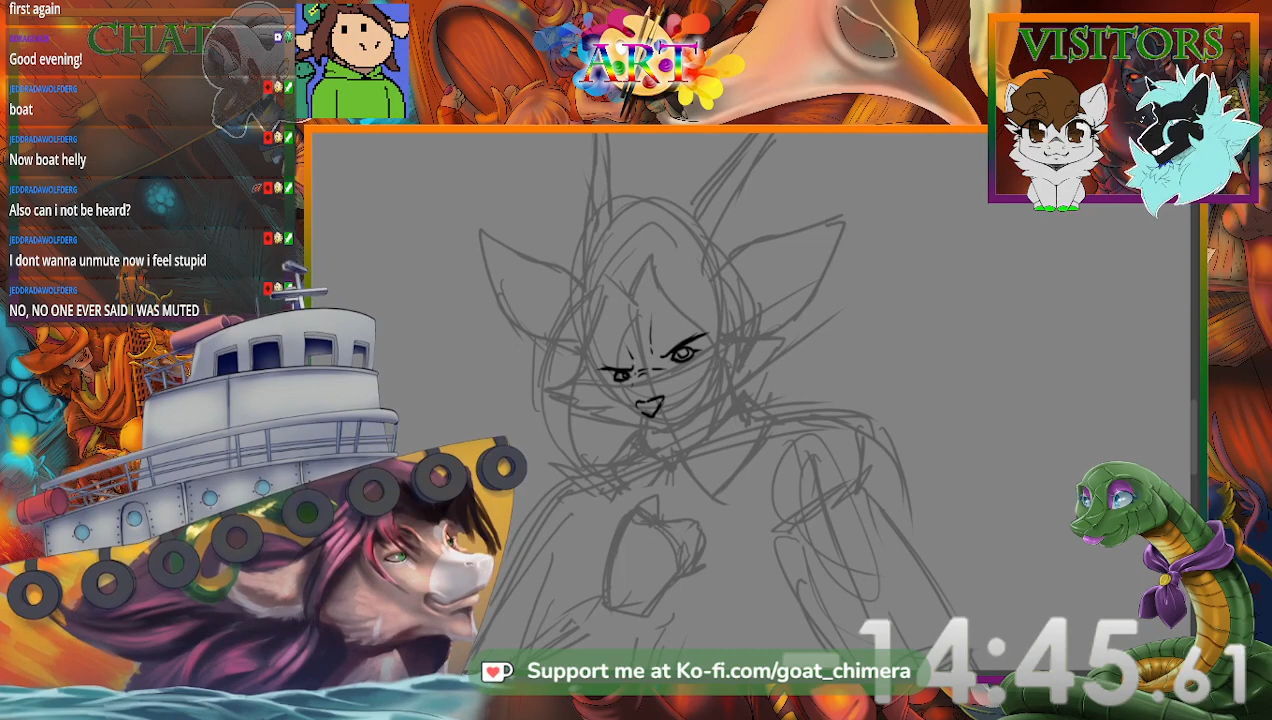 first again
CHAT
Good evening!
JEDDRADAWOLFDERG
boat
JEDDRADAWOLFDERG
Now boat helly
JEDDRADAWOLFDERG
Also can i not be heard?
JEDDRADAWOLFDERG
I dont wanna unmute now i feel stupid
JEDDRADAWOLFDERG
NO, NO ONE EVER SAID I WAS MUTED
ART
VISITORS
Support me at Ko-fi.com/goat_chimera
-14:45.61